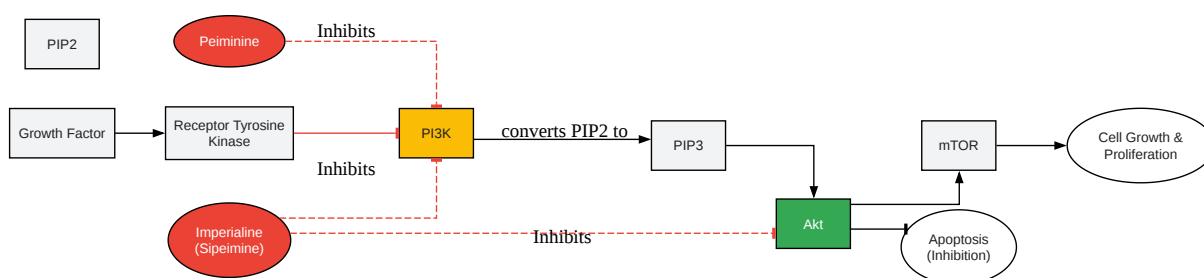 PIP2
Peiminine
Inhibits
Growth Factor
Receptor Tyrosine
Kinase
PI3K
converts PIP2 to
PIP3
mTOR
Cell Growth &
Proliferation
Inhibits
Imperialine
(Sipeimine)
Inhibits
Akt
Apoptosis
(Inhibition)